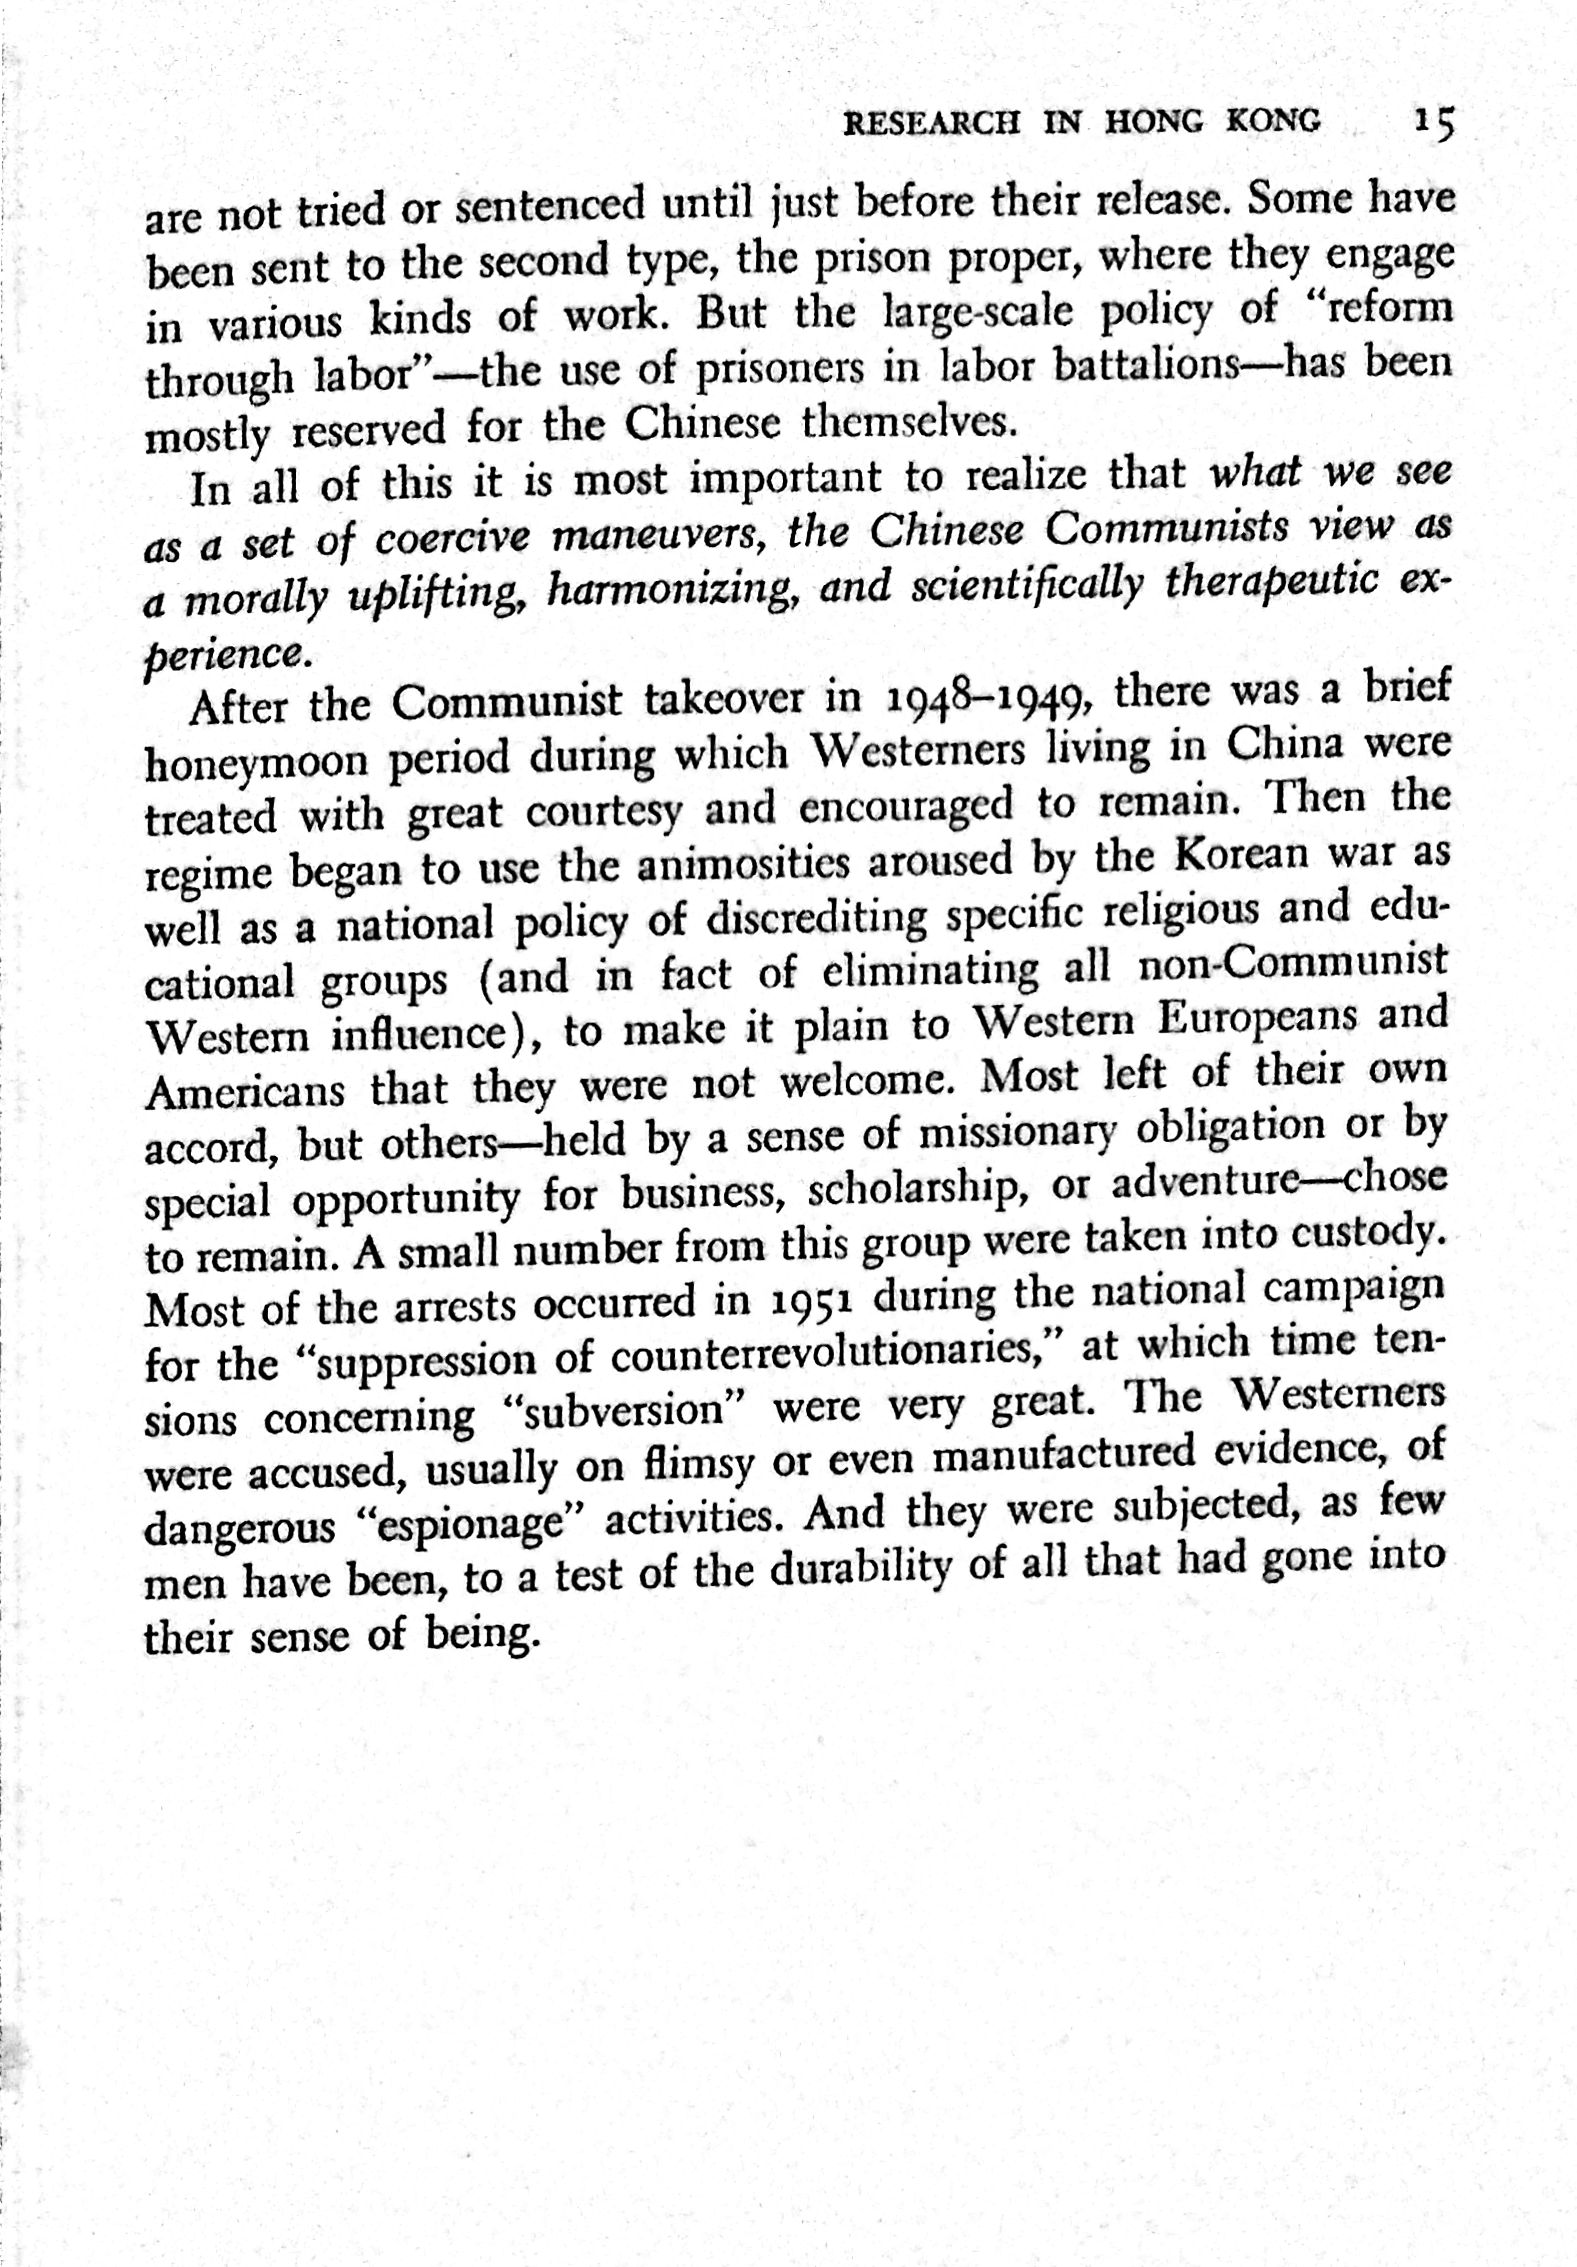 RESEARCH IN HONG KONG 15
are not tried or sentenced until just before their release. Some have
been sent to the second type, the prison proper, where they engage
in various kinds of work. But the large-scale policy of “reform
through labor”—the use of prisoners in labor battalions—has been
mostly reserved for the Chinese themselves.
In all of this it is most important to realize that what we see
as a set of coercive maneuvers, the Chinese Communists view as
a morally uplifting, harmonizing, and scientifically therapeutic ex-
perience.
After the Communist takeover in 1948–1949, there was a brief
honeymoon period during which Westerners living in China were
treated with great courtesy and encouraged to remain. Then the
regime began to use the animosities aroused by the Korean war as
well as a national policy of discrediting specific religious and edu-
cational groups (and in fact of eliminating all non-Communist
Western influence), to make it plain to Western Europeans and
Americans that they were not welcome. Most left of their own
accord, but others—held by a sense of missionary obligation or by
special opportunity for business, scholarship, or adventure—chose
to remain. A small number from this group were taken into custody.
Most of the arrests occurred in 1951 during the national campaign
for the “suppression of counterrevolutionaries,” at which time ten-
sions concerning “subversion” were very great. The Westerners
were accused, usually on flimsy or even manufactured evidence, of
dangerous “espionage” activities. And they were subjected, as few
men have been, to a test of the durability of all that had gone into
their sense of being.